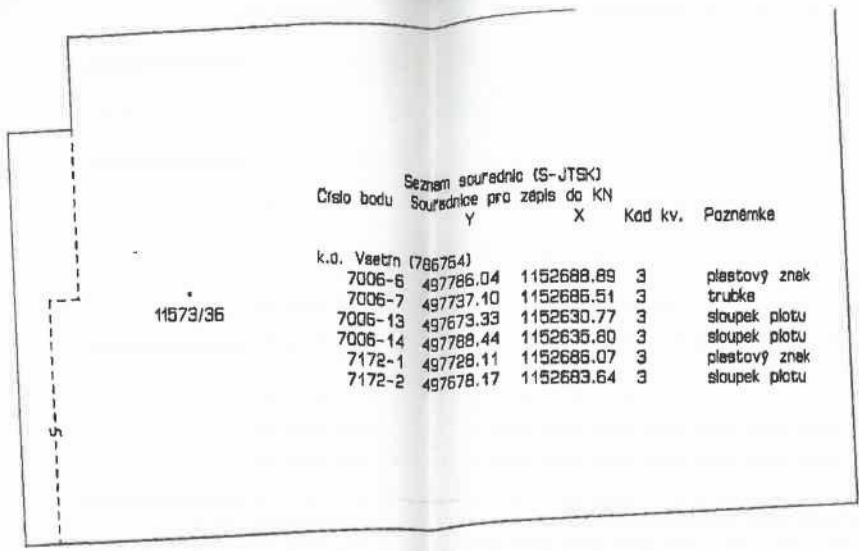 Seznam souřadnic (S-JTSK)
Číslo bodu Souřadnice pro zápis do KN
Y X Kód kv. Poznámka
k.ú. Vsetín (786764)
7006-6 497786.04 1152688.89 3 plastový znak
7006-7 497737.10 1152686.51 3 trubka
11573/36
7006-13 497673.33 1152630.77 3 sloupek plotu
7006-14 497788.44 1152635.80 3 sloupek plotu
7172-1 497728.11 1152686.07 3 plastový znak
7172-2 497678.17 1152683.64 3 sloupek plotu